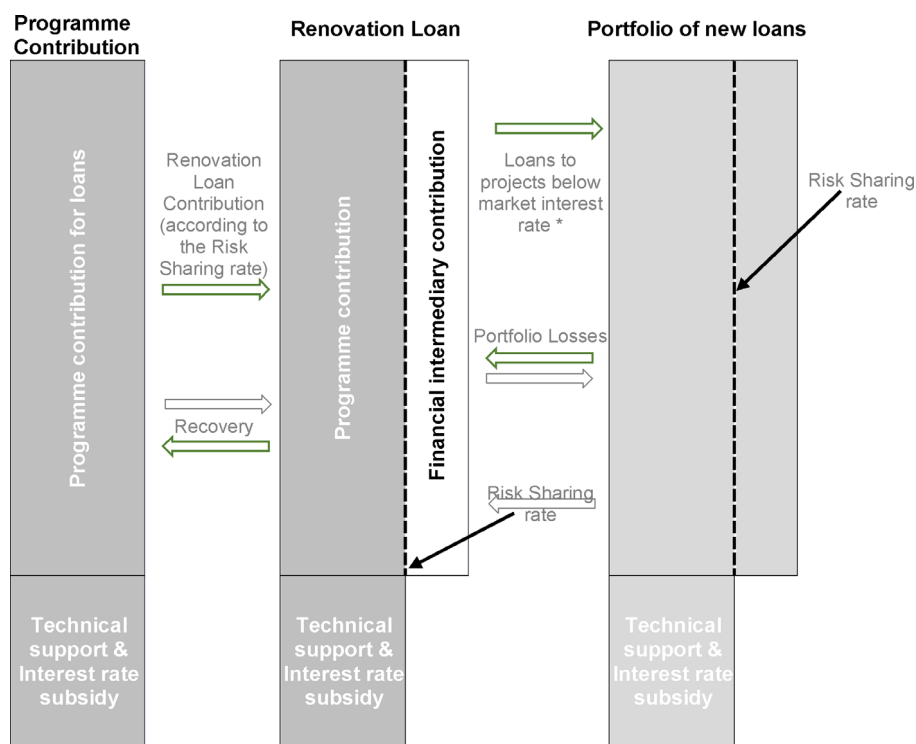 Programme
Contribution
Renovation Loan
Portfolio of new loans
Programme contribution for loans
Renovation
Loan
Contribution
(according to
the Risk
Sharing rate)
Recovery
Programme contribution
Financial intermediary contribution
Loans to
projects below
market interest
rate *
Portfolio Losses
Risk Sharing
rate
Risk Sharing
rate
Technical
support &
Interest rate
subsidy
Technical
support &
Interest rate
subsidy
Technical
support &
Interest rate
subsidy